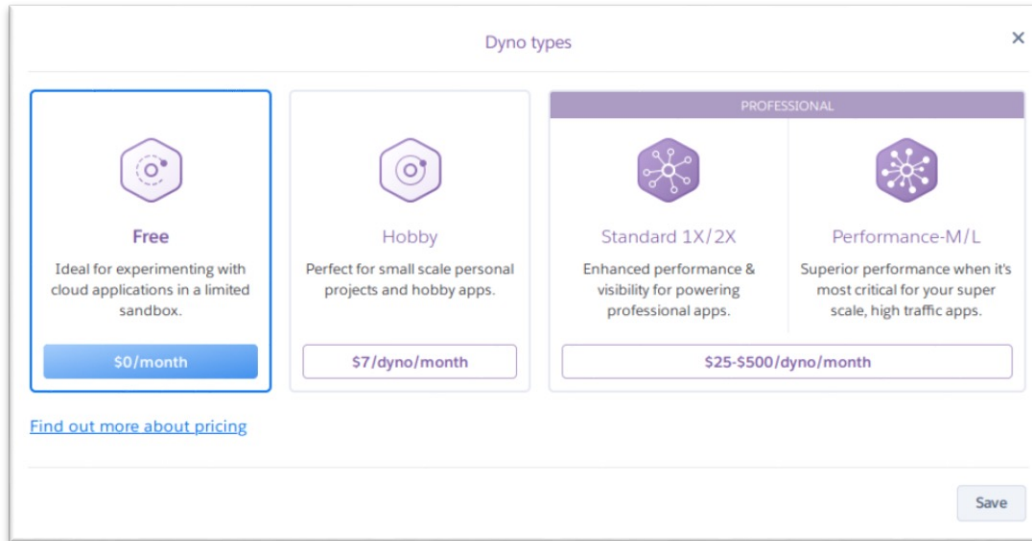 Dyno types
×
Free
Ideal for experimenting with
cloud applications in a limited
sandbox.
$0/month
Hobby
Perfect for small scale personal
projects and hobby apps.
$7/dyno/month
PROFESSIONAL
Standard 1X/2X
Enhanced performance &
visibility for powering
professional apps.
Performance-M/L
Superior performance when it's
most critical for your super
scale, high traffic apps.
$25-$500/dyno/month
Find out more about pricing
Save